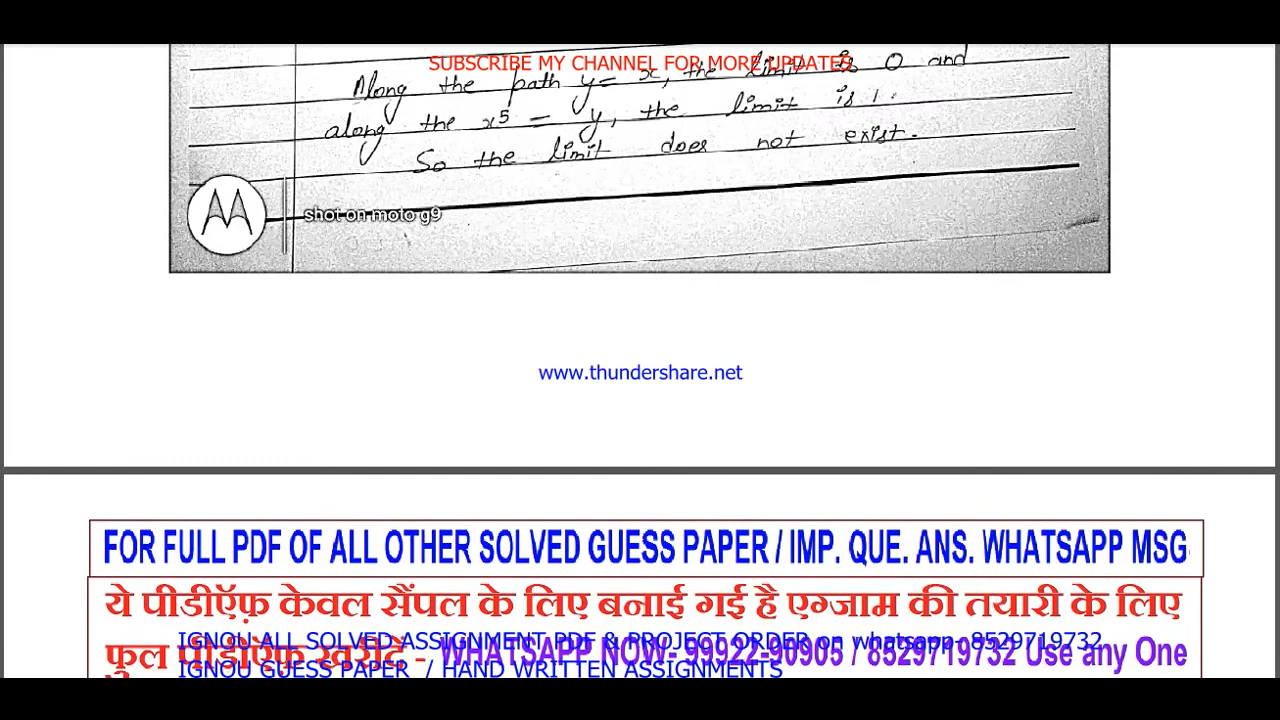 SUBSCRIBE MY CHANNEL FOR MORE UPDATES
Along the path y = x, the limit is 0 and
along the x⁵ = y, the limit is 1.
So the limit does not exist.
shot on moto g9
www.thundershare.net
FOR FULL PDF OF ALL OTHER SOLVED GUESS PAPER / IMP. QUE. ANS. WHATSAPP MSG
ये पीडीऍफ़ केवल सैंपल के लिए बनाई गई है एग्जाम की तयारी के लिए
IGNOU ALL SOLVED ASSIGNMENT PDF & PROJECT ORDER on whatsapp- 8529719732
फुल पीडीऍफ़ खरीदें - WHATSAPP NOW- 99922-90905 / 8529719732 Use any One
IGNOU GUESS PAPER / HAND WRITTEN ASSIGNMENTS